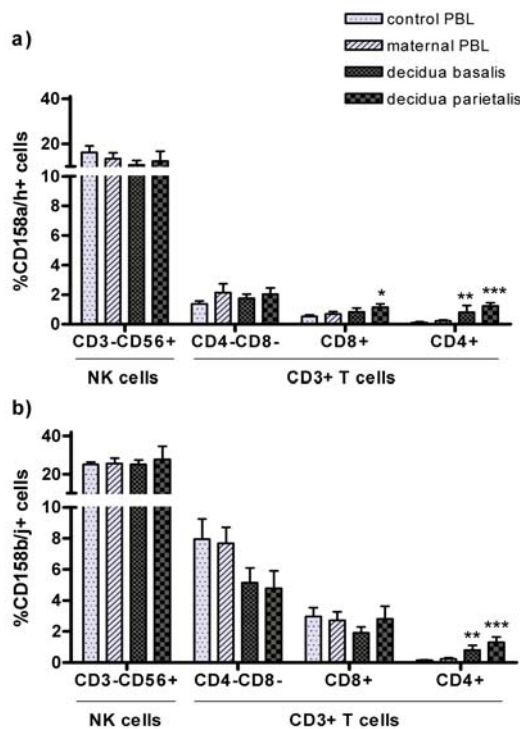 control PBL
maternal PBL
decidua basalis
decidua parietalis
a)
%CD158a/h+ cells
40
20
10
8
6
4
2
0
* ** ***
CD3-CD56+ CD4-CD8- CD8+ CD4+
NK cells CD3+ T cells
b)
%CD158b/j+ cells
40
20
10
8
6
4
2
0
** ***
CD3-CD56+ CD4-CD8- CD8+ CD4+
NK cells CD3+ T cells